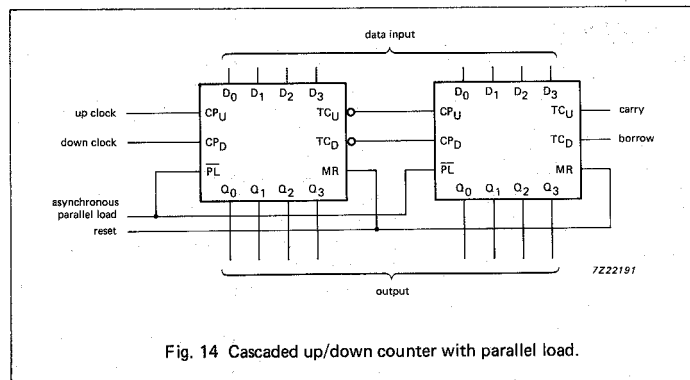 data input
D0 D1 D2 D3
D0 D1 D2 D3
up clock
CPU
TCU
CPU
TCU
carry
down clock
CPD
TCD
CPD
TCD
borrow
PL
MR
PL
MR
Q0 Q1 Q2 Q3
Q0 Q1 Q2 Q3
asynchronous
parallel load
reset
7Z22191
output
Fig. 14 Cascaded up/down counter with parallel load.